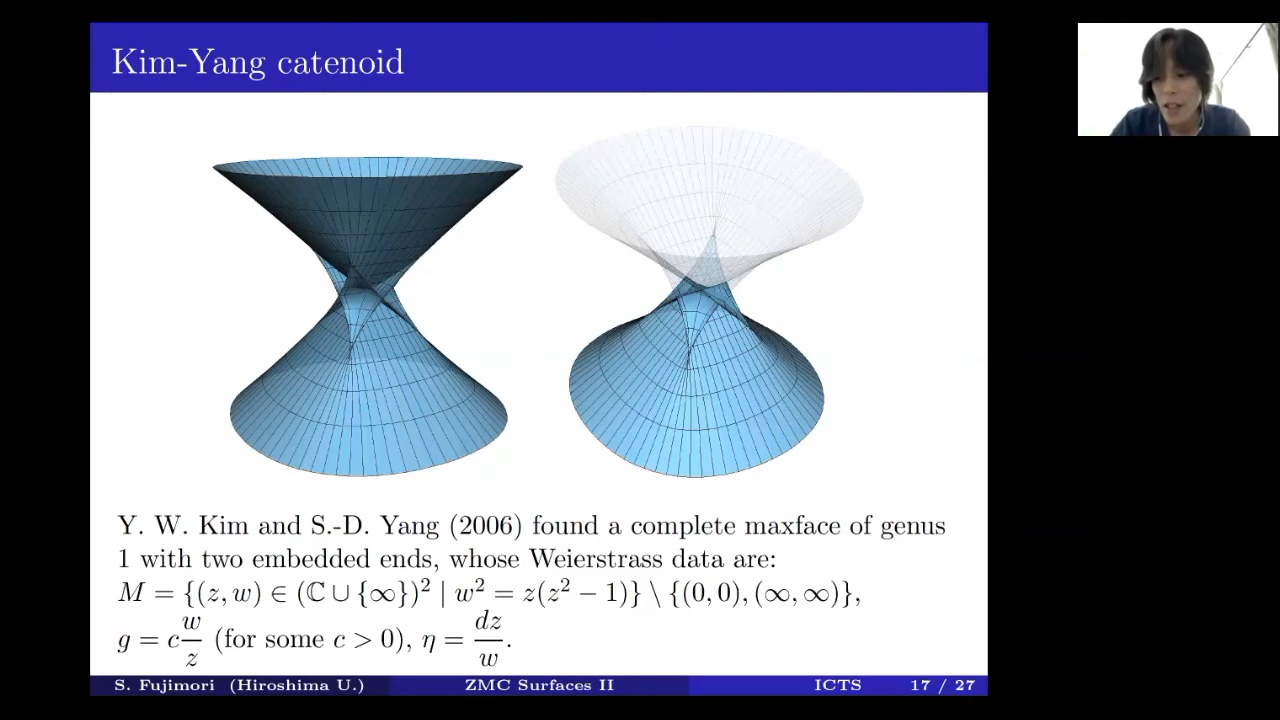 Kim-Yang catenoid
Y. W. Kim and S.-D. Yang (2006) found a complete maxface of genus
1 with two embedded ends, whose Weierstrass data are:
M = {(z, w) ∈ (ℂ ∪ {∞})² | w² = z(z² − 1)} \ {(0, 0), (∞, ∞)},
g = c w/z (for some c > 0), η = dz/w.
S. Fujimori (Hiroshima U.) ZMC Surfaces II ICTS 17 / 27